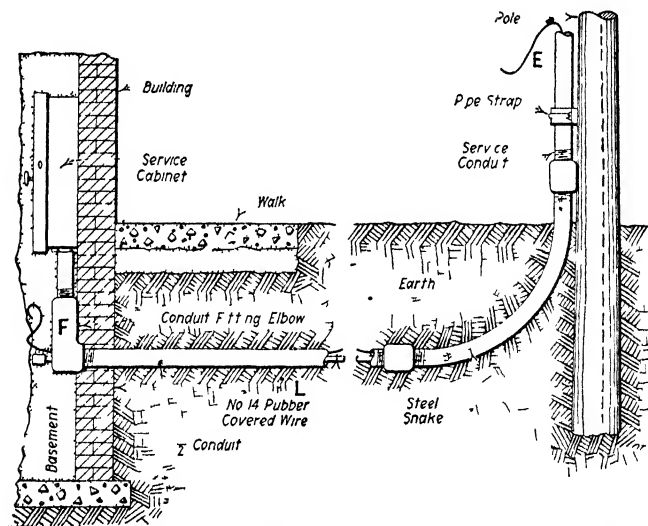 Pole
E
Building
Pipe Strap
Service
Cabinet
Service
Conduit
Walk
Earth
Conduit Fitting Elbow
F
L
No 14 Rubber
Covered Wire
Steel
Snake
Conduit
Basement